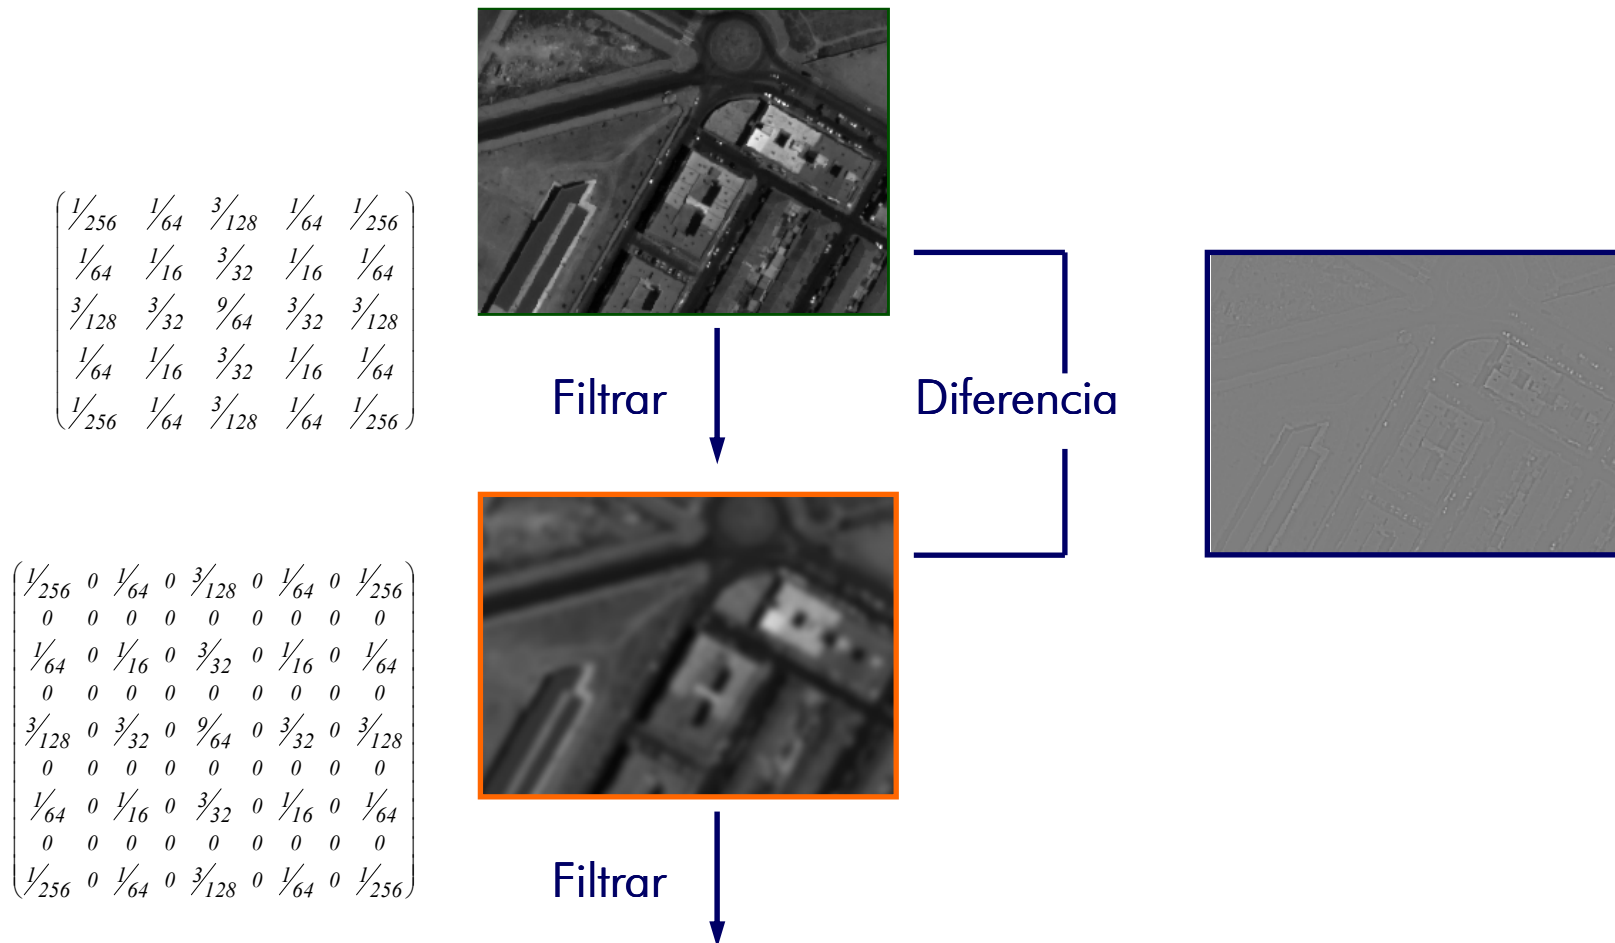 1/256 1/64 3/128 1/64 1/256
1/64 1/16 3/32 1/16 1/64
3/128 3/32 9/64 3/32 3/128
1/64 1/16 3/32 1/16 1/64
1/256 1/64 3/128 1/64 1/256
Filtrar
Diferencia
1/256 0 1/64 0 3/128 0 1/64 0 1/256
0 0 0 0 0 0 0 0 0
1/64 0 1/16 0 3/32 0 1/16 0 1/64
0 0 0 0 0 0 0 0 0
3/128 0 3/32 0 9/64 0 3/32 0 3/128
0 0 0 0 0 0 0 0 0
1/64 0 1/16 0 3/32 0 1/16 0 1/64
0 0 0 0 0 0 0 0 0
1/256 0 1/64 0 3/128 0 1/64 0 1/256
Filtrar